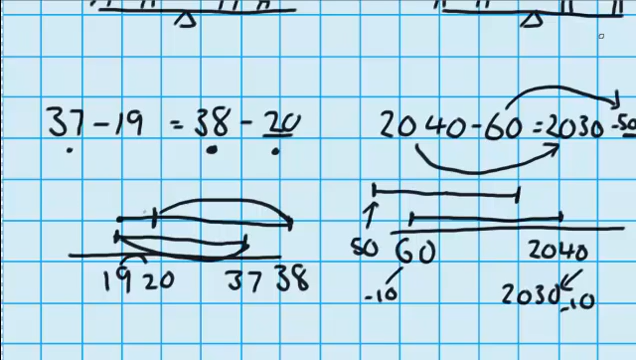 37 - 19 = 38 - 20
2040 - 60 = 2030 - 50
19 20 37 38
50 60 2040
-10 2030 -10